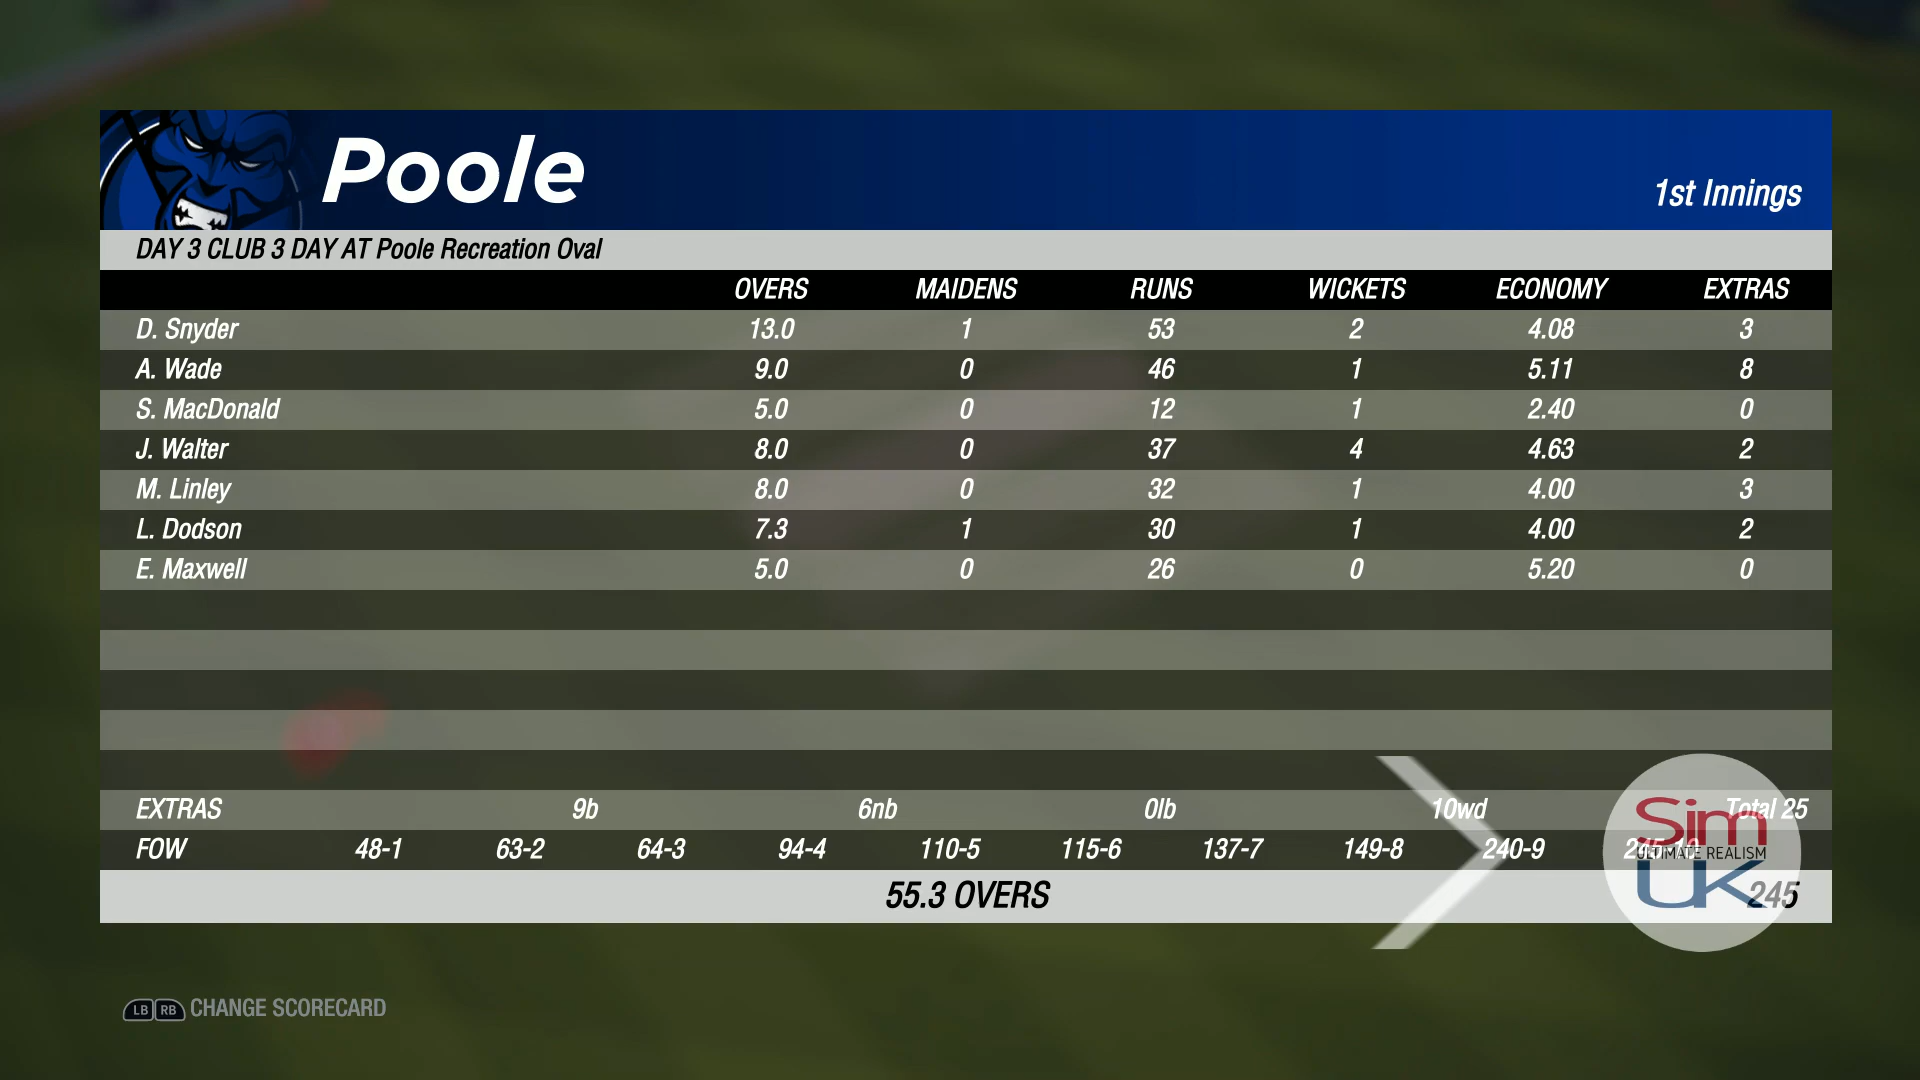 Poole
1st Innings
DAY 3 CLUB 3 DAY AT Poole Recreation Oval
OVERS MAIDENS RUNS WICKETS ECONOMY EXTRAS
D. Snyder 13.0 1 53 2 4.08 3
A. Wade 9.0 0 46 1 5.11 8
S. MacDonald 5.0 0 12 1 2.40 0
J. Walter 8.0 0 37 4 4.63 2
M. Linley 8.0 0 32 1 4.00 3
L. Dodson 7.3 1 30 1 4.00 2
E. Maxwell 5.0 0 26 0 5.20 0
EXTRAS 9b 6nb 0lb 10wd Total 25
FOW 48-1 63-2 64-3 94-4 110-5 115-6 137-7 149-8 240-9 245-10
55.3 OVERS 245
Sim
ULTIMATE REALISM
UK
LB RB CHANGE SCORECARD